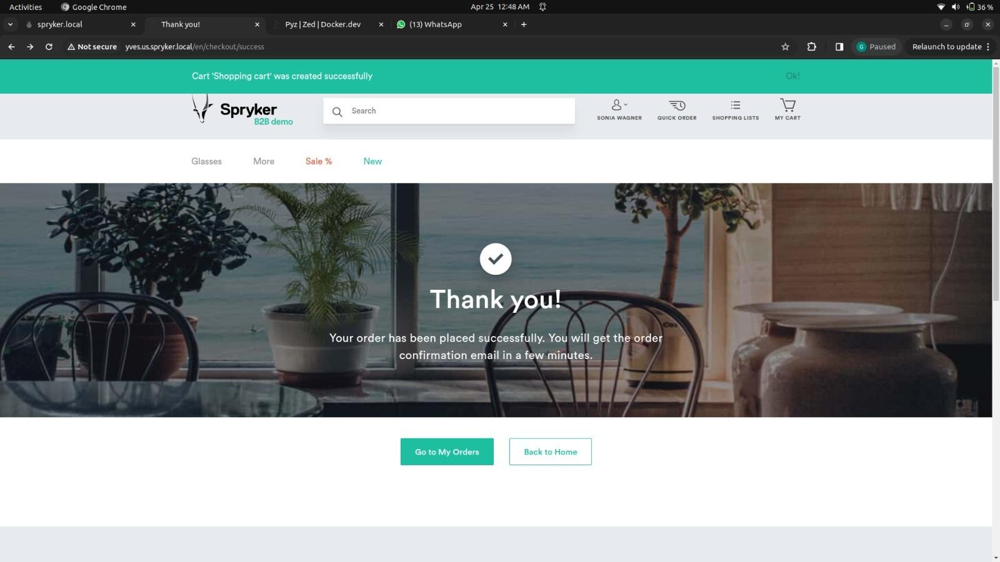 Activities Google Chrome Apr 25 12:48 AM 36 %
spryker.local Thank you! Pyz | Zed | Docker.dev (13) WhatsApp
Not secure yves.us.spryker.local/en/checkout/success G Paused Relaunch to update
Cart 'Shopping cart' was created successfully Ok!
Spryker
B2B demo
Search
SONIA WAGNER QUICK ORDER SHOPPING LISTS MY CART
Glasses More Sale % New
Thank you!
Your order has been placed successfully. You will get the order
confirmation email in a few minutes.
Go to My Orders Back to Home